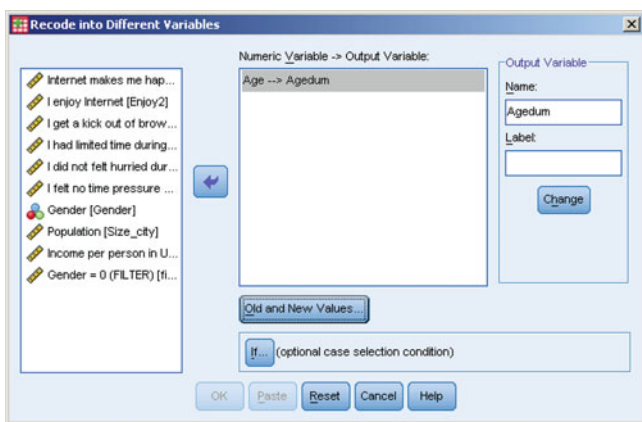 Recode into Different Variables
Numeric Variable -> Output Variable:
Internet makes me hap...
I enjoy Internet [Enjoy2]
I get a kick out of brow...
I had limited time during...
I did not felt hurried dur...
I felt no time pressure ...
Gender [Gender]
Population [Size_city]
Income per person in U...
Gender = 0 (FILTER) [fi...
Age --> Agedum
Output Variable
Name:
Agedum
Label:
Change
Old and New Values...
If... (optional case selection condition)
OK Paste Reset Cancel Help